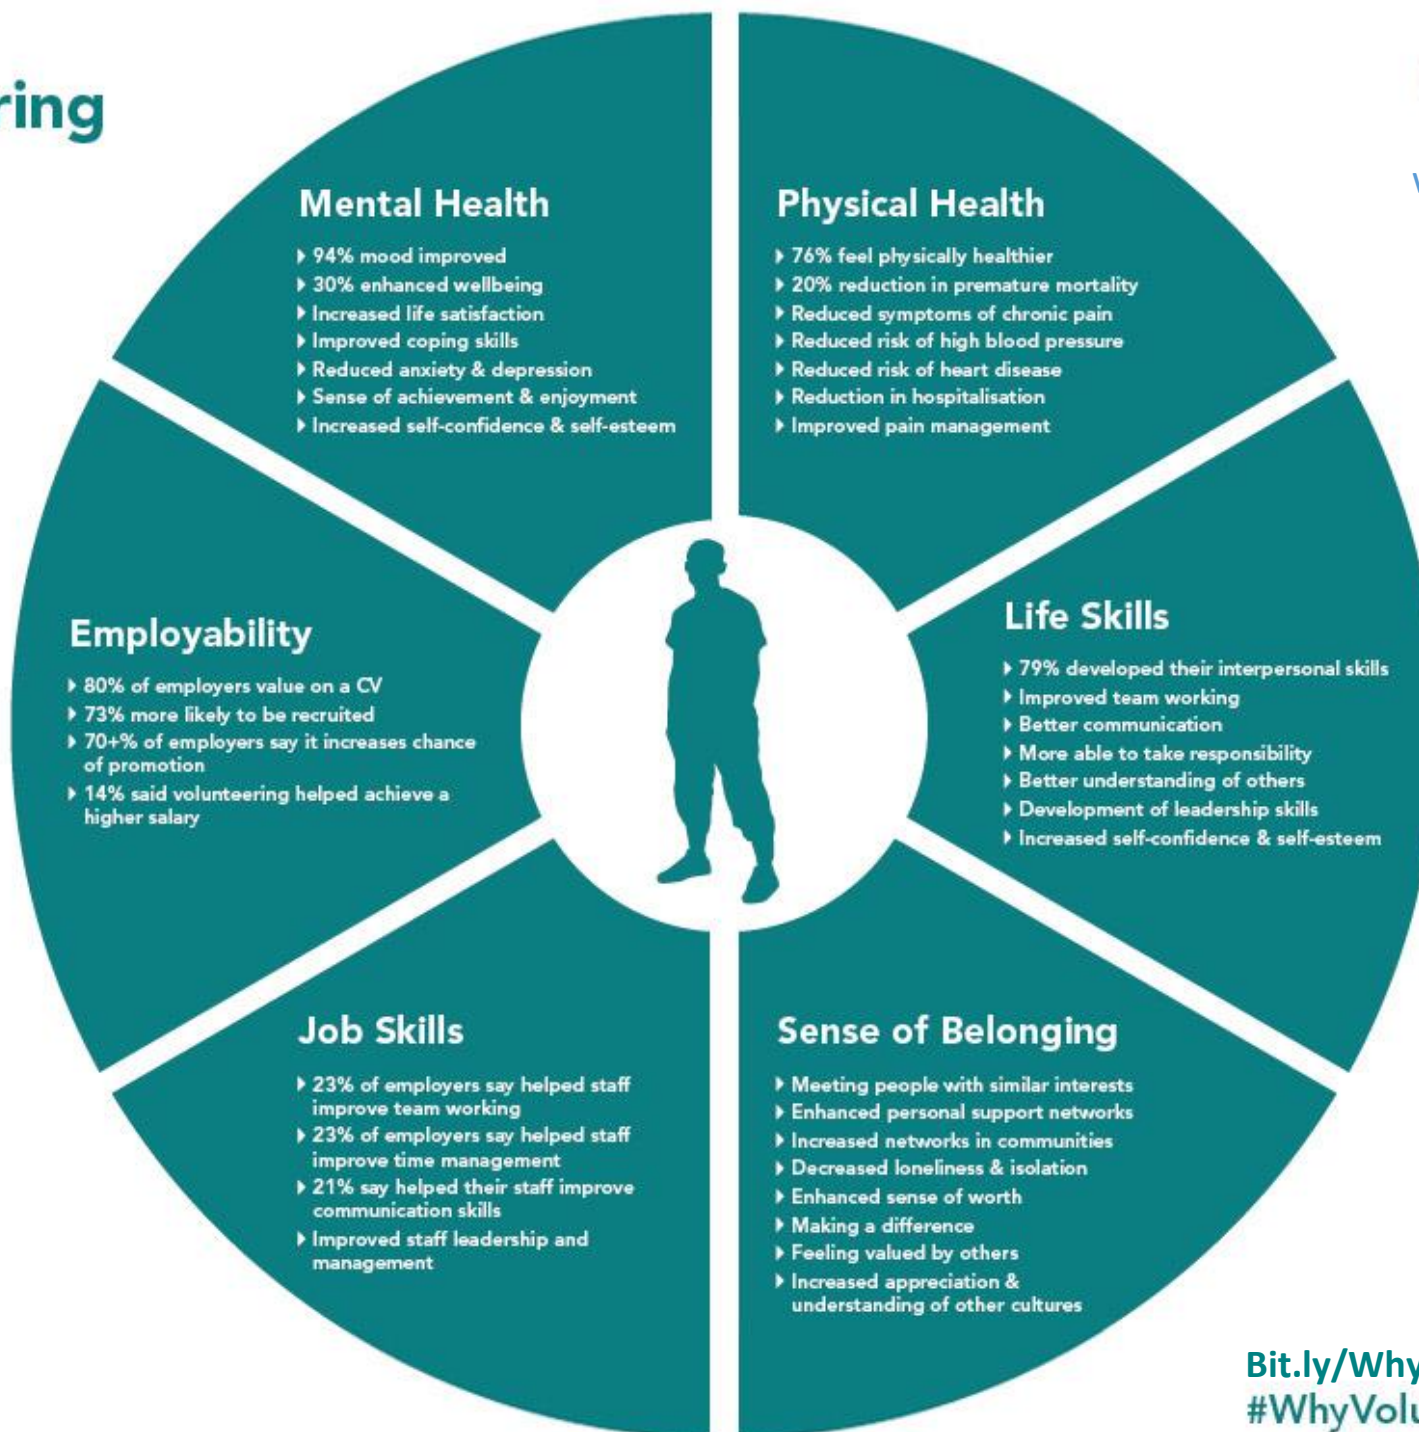 ring
Mental Health
94% mood improved
30% enhanced wellbeing
Increased life satisfaction
Improved coping skills
Reduced anxiety & depression
Sense of achievement & enjoyment
Increased self-confidence & self-esteem
Physical Health
76% feel physically healthier
20% reduction in premature mortality
Reduced symptoms of chronic pain
Reduced risk of high blood pressure
Reduced risk of heart disease
Reduction in hospitalisation
Improved pain management
Employability
80% of employers value on a CV
73% more likely to be recruited
70+% of employers say it increases chance
of promotion
14% said volunteering helped achieve a
higher salary
Life Skills
79% developed their interpersonal skills
Improved team working
Better communication
More able to take responsibility
Better understanding of others
Development of leadership skills
Increased self-confidence & self-esteem
Job Skills
23% of employers say helped staff
improve team working
23% of employers say helped staff
improve time management
21% say helped their staff improve
communication skills
Improved staff leadership and
management
Sense of Belonging
Meeting people with similar interests
Enhanced personal support networks
Increased networks in communities
Decreased loneliness & isolation
Enhanced sense of worth
Making a difference
Feeling valued by others
Increased appreciation &
understanding of other cultures
Bit.ly/Why
#WhyVolu